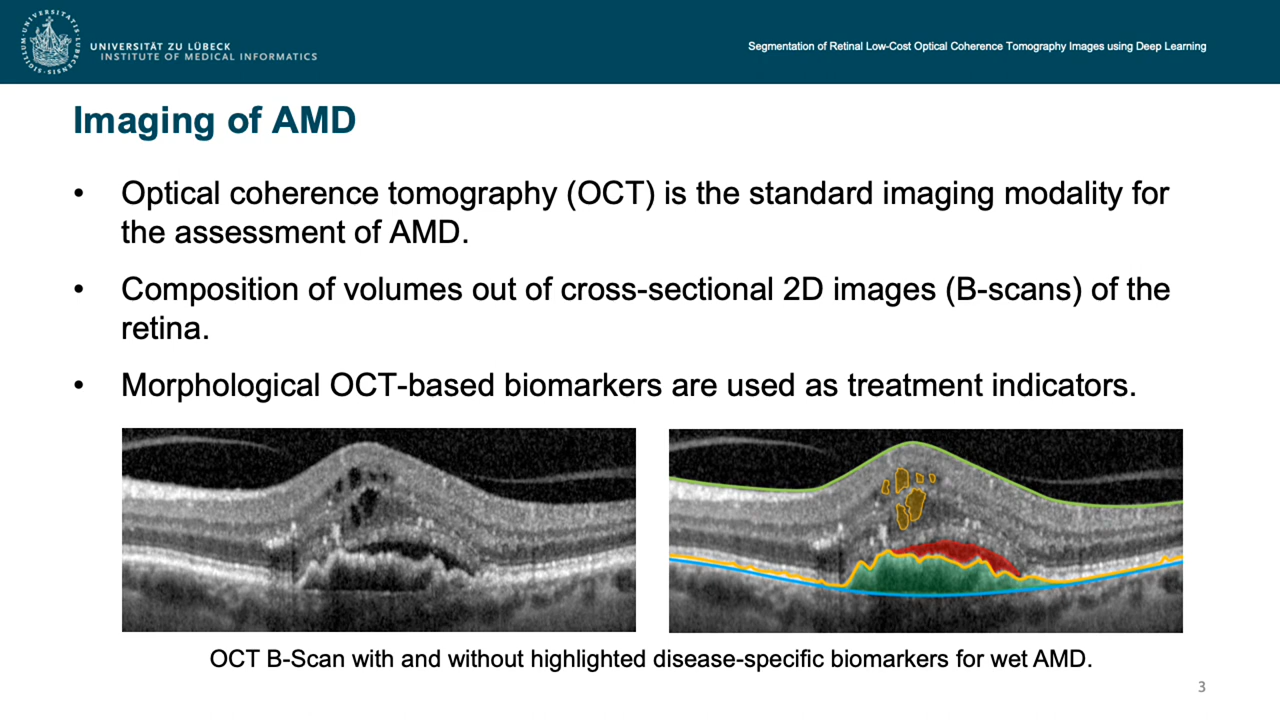 SIGILLUM·UNIVERSITATIS·LUBECENSIS
UNIVERSITÄT ZU LÜBECK
INSTITUTE OF MEDICAL INFORMATICS
Segmentation of Retinal Low-Cost Optical Coherence Tomography Images using Deep Learning
Imaging of AMD
• Optical coherence tomography (OCT) is the standard imaging modality for
the assessment of AMD.
• Composition of volumes out of cross-sectional 2D images (B-scans) of the
retina.
• Morphological OCT-based biomarkers are used as treatment indicators.
OCT B-Scan with and without highlighted disease-specific biomarkers for wet AMD.
3